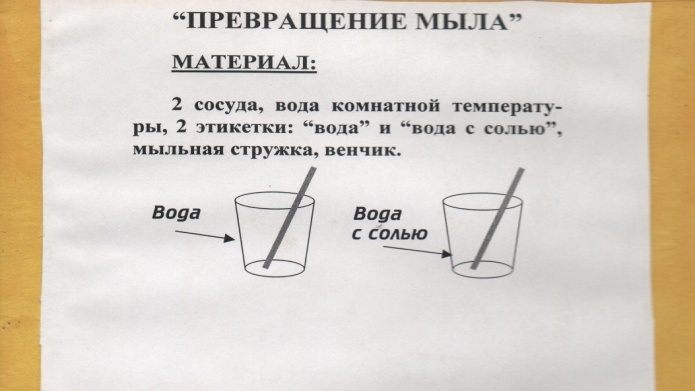 “ПРЕВРАЩЕНИЕ МЫЛА”
МАТЕРИАЛ:
2 сосуда, вода комнатной температу-
ры, 2 этикетки: “вода” и “вода с солью”,
мыльная стружка, венчик.
Вода
Вода
с солью